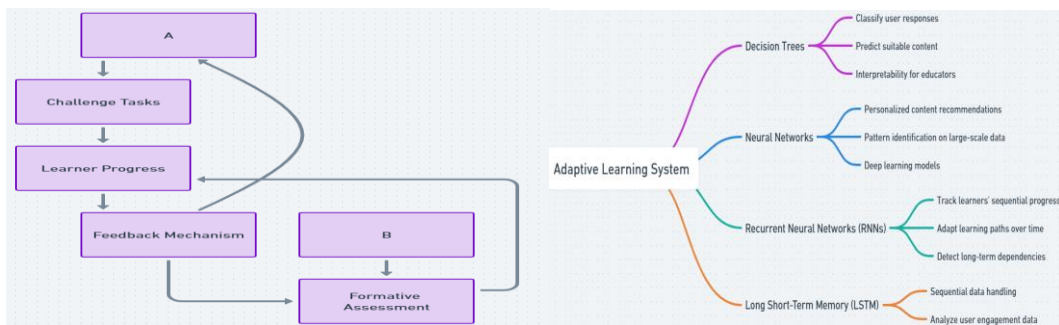 A
Challenge Tasks
Learner Progress
Feedback Mechanism
B
Formative
Assessment
Adaptive Learning System
Decision Trees
Classify user responses
Predict suitable content
Interpretability for educators
Neural Networks
Personalized content recommendations
Pattern identification on large-scale data
Deep learning models
Recurrent Neural Networks (RNNs)
Track learners' sequential progress
Adapt learning paths over time
Detect long-term dependencies
Long Short-Term Memory (LSTM)
Sequential data handling
Analyze user engagement data